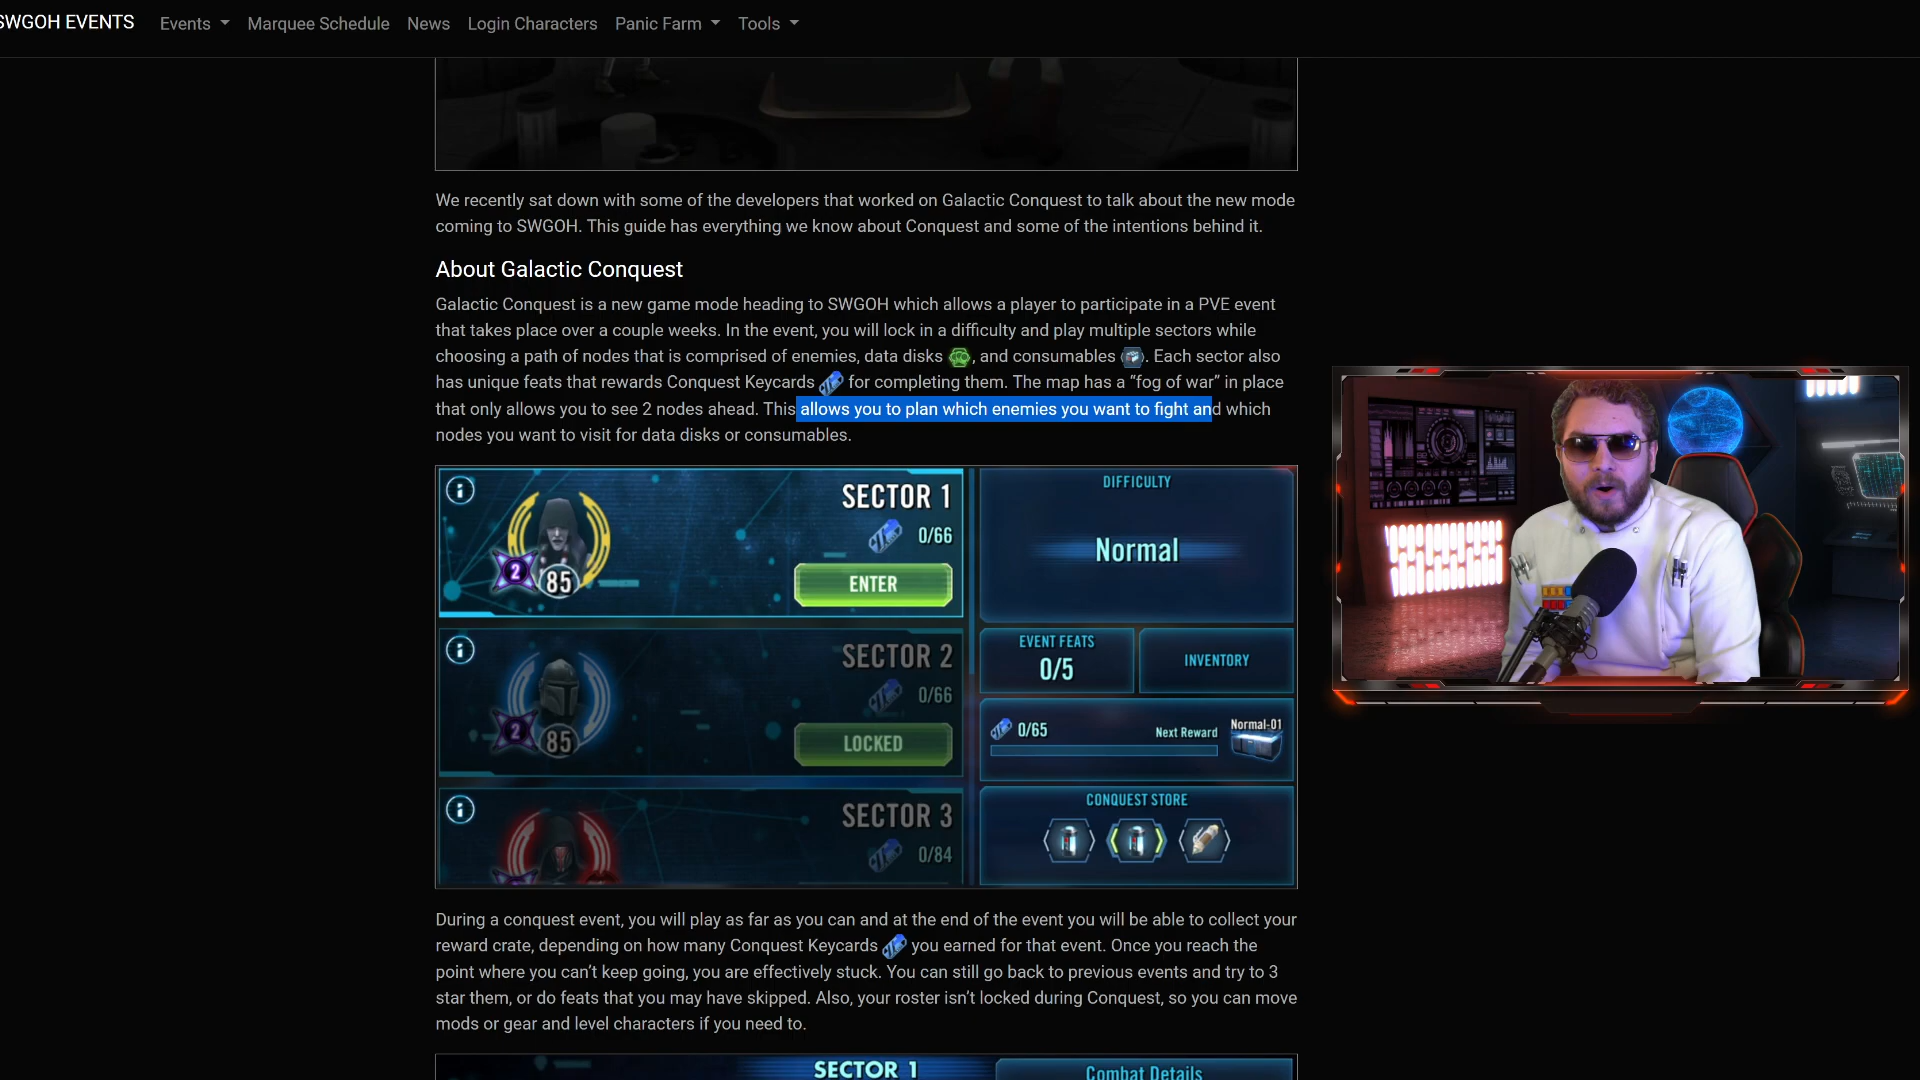 SWGOH EVENTS
Events
Marquee Schedule
News
Login Characters
Panic Farm
Tools
We recently sat down with some of the developers that worked on Galactic Conquest to talk about the new mode
coming to SWGOH. This guide has everything we know about Conquest and some of the intentions behind it.
About Galactic Conquest
Galactic Conquest is a new game mode heading to SWGOH which allows a player to participate in a PVE event
that takes place over a couple weeks. In the event, you will lock in a difficulty and play multiple sectors while
choosing a path of nodes that is comprised of enemies, data disks , and consumables . Each sector also
has unique feats that rewards Conquest Keycards for completing them. The map has a “fog of war” in place
that only allows you to see 2 nodes ahead. This allows you to plan which enemies you want to fight and which
nodes you want to visit for data disks or consumables.
SECTOR 1
0/66
ENTER
2
85
DIFFICULTY
Normal
SECTOR 2
0/66
LOCKED
2
85
EVENT FEATS
0/5
INVENTORY
0/65
Next Reward
Normal-01
SECTOR 3
0/84
CONQUEST STORE
During a conquest event, you will play as far as you can and at the end of the event you will be able to collect your
reward crate, depending on how many Conquest Keycards you earned for that event. Once you reach the
point where you can’t keep going, you are effectively stuck. You can still go back to previous events and try to 3
star them, or do feats that you may have skipped. Also, your roster isn’t locked during Conquest, so you can move
mods or gear and level characters if you need to.
SECTOR 1
Combat Details